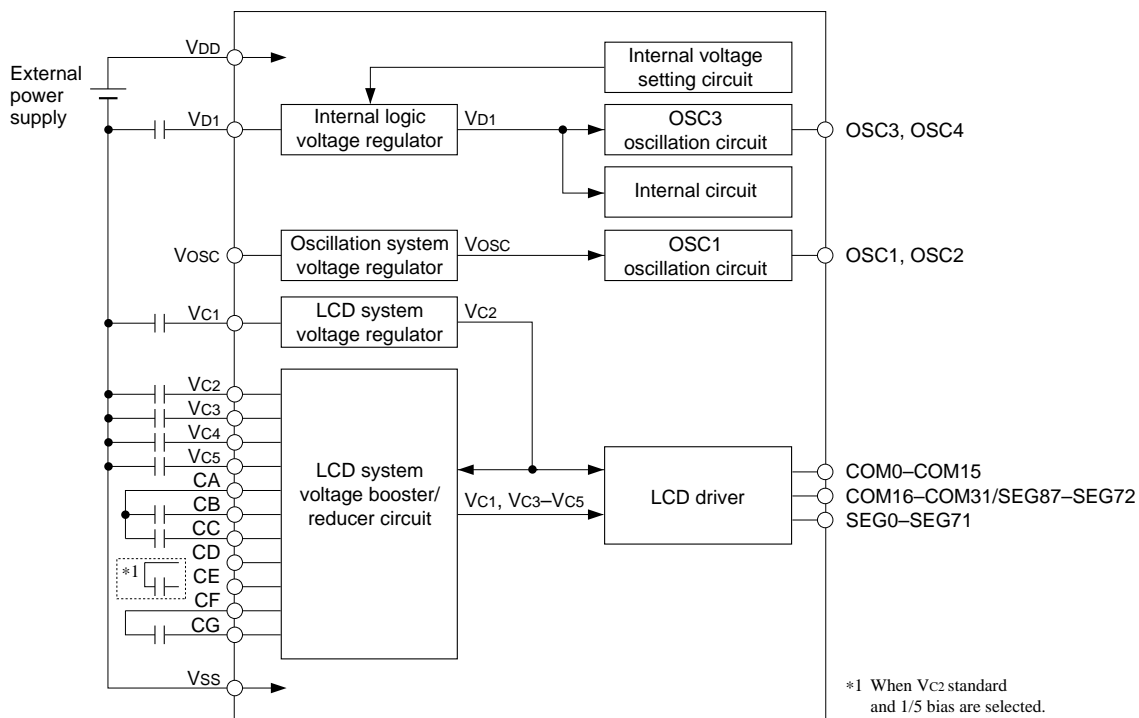 VDD
External
power
supply
Internal voltage
setting circuit
VD1
Internal logic
voltage regulator
VD1
OSC3
oscillation circuit
OSC3, OSC4
Internal circuit
VOSC
Oscillation system
voltage regulator
VOSC
OSC1
oscillation circuit
OSC1, OSC2
VC1
LCD system
voltage regulator
VC2
VC2
VC3
VC4
VC5
CA
CB
CC
CD
CE
CF
CG
*1
LCD system
voltage booster/
reducer circuit
VC1, VC3–VC5
LCD driver
COM0–COM15
COM16–COM31/SEG87–SEG72
SEG0–SEG71
VSS
*1 When VC2 standard
and 1/5 bias are selected.